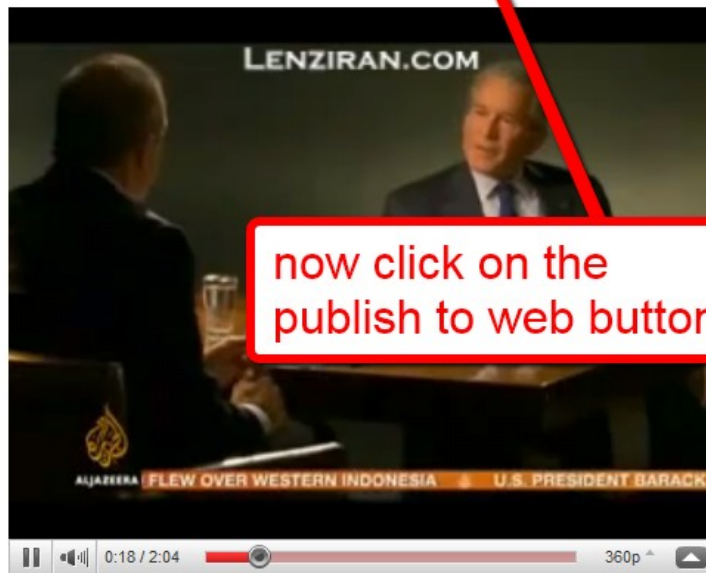 LENZIRAN.COM
now click on the
publish to web button
ALJAZEERA FLEW OVER WESTERN INDONESIA U.S. PRESIDENT BARACK
0:18 / 2:04 360p